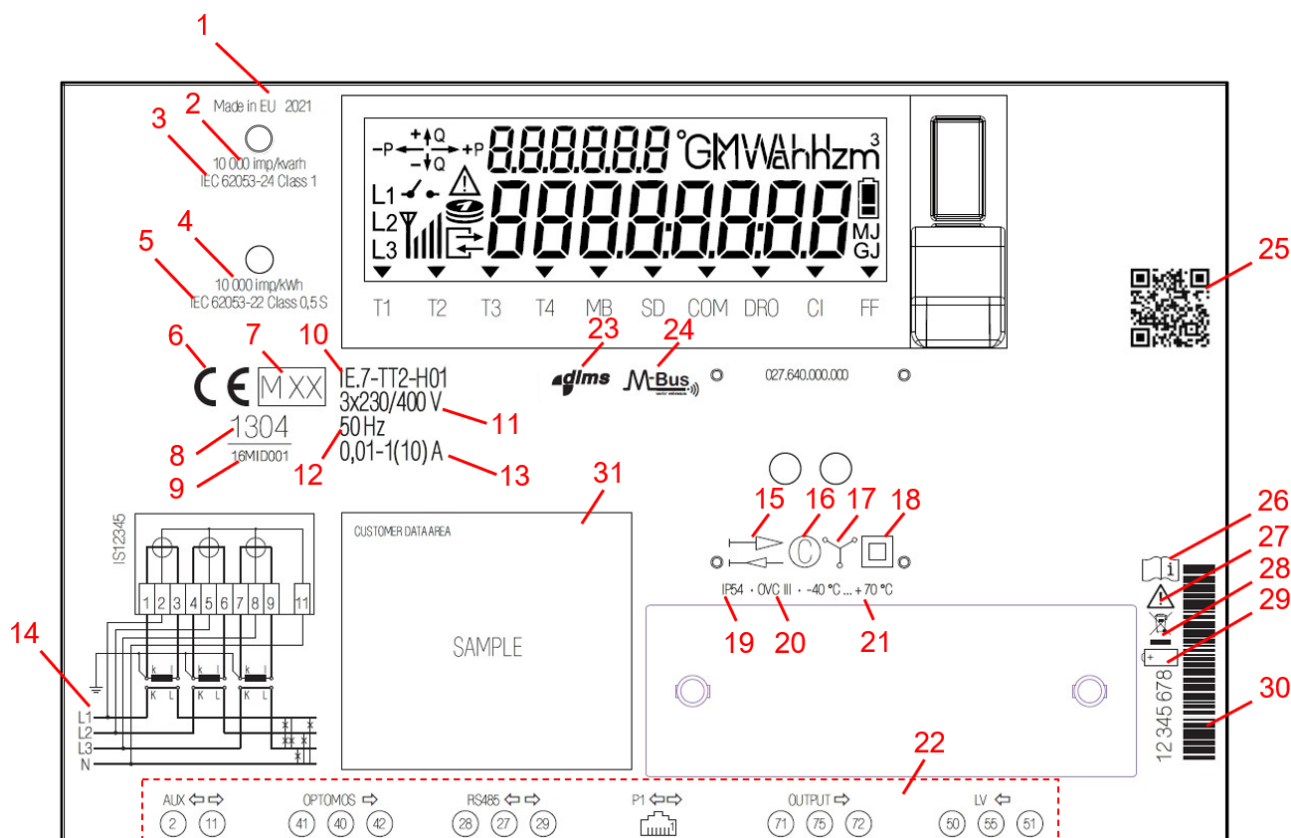 1
Made in EU 2021
2
3
10 000 imp/kvarh
IEC 62053-24 Class 1
4
5
10 000 imp/kWh
IEC 62053-22 Class 0,5 S
+ Q
-P +P
- Q
8.8.8.8.8.8
°GKMWAhhzm³
L1
L2
L3
8888:88:88
MJ
GJ
T1 T2 T3 T4 MB SD COM DRO CI FF
25
6
7
10
23
24
CE
M XX
IE.7-TT2-H01
dlms
M-Bus
027.640.000.000
3x230/400 V
11
8
1304
12
50 Hz
9
16MID001
0,01-1(10) A
13
31
15
16
17
18
C
IP54 · OVC III · -40 °C ... +70 °C
19
20
21
IS12345
1 2 3 4 5 6 7 8 9 11
14
k l k l k l
K L K L K L
L1
L2
L3
N
CUSTOMER DATA AREA
SAMPLE
26
i
27
28
29
+
30
12 345 678
22
AUX OPTOMOS RS485 P1 OUTPUT LV
2 11 41 40 42 28 27 29 1 71 75 72 50 55 51